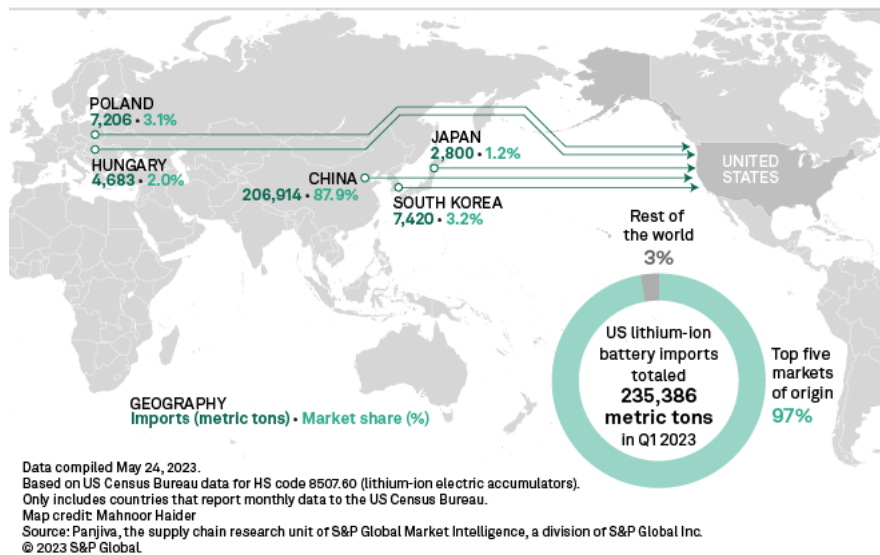 POLAND
7,206 • 3.1%
HUNGARY
4,683 • 2.0%
JAPAN
2,800 • 1.2%
CHINA
206,914 • 87.9%
SOUTH KOREA
7,420 • 3.2%
UNITED
STATES
Rest of
the world
3%
US lithium-ion
battery imports
totaled
235,386
metric tons
in Q1 2023
Top five
markets
of origin
97%
GEOGRAPHY
Imports (metric tons) • Market share (%)
Data compiled May 24, 2023.
Based on US Census Bureau data for HS code 8507.60 (lithium-ion electric accumulators).
Only includes countries that report monthly data to the US Census Bureau.
Map credit: Mahnoor Haider
Source: Panjiva, the supply chain research unit of S&P Global Market Intelligence, a division of S&P Global Inc.
© 2023 S&P Global.